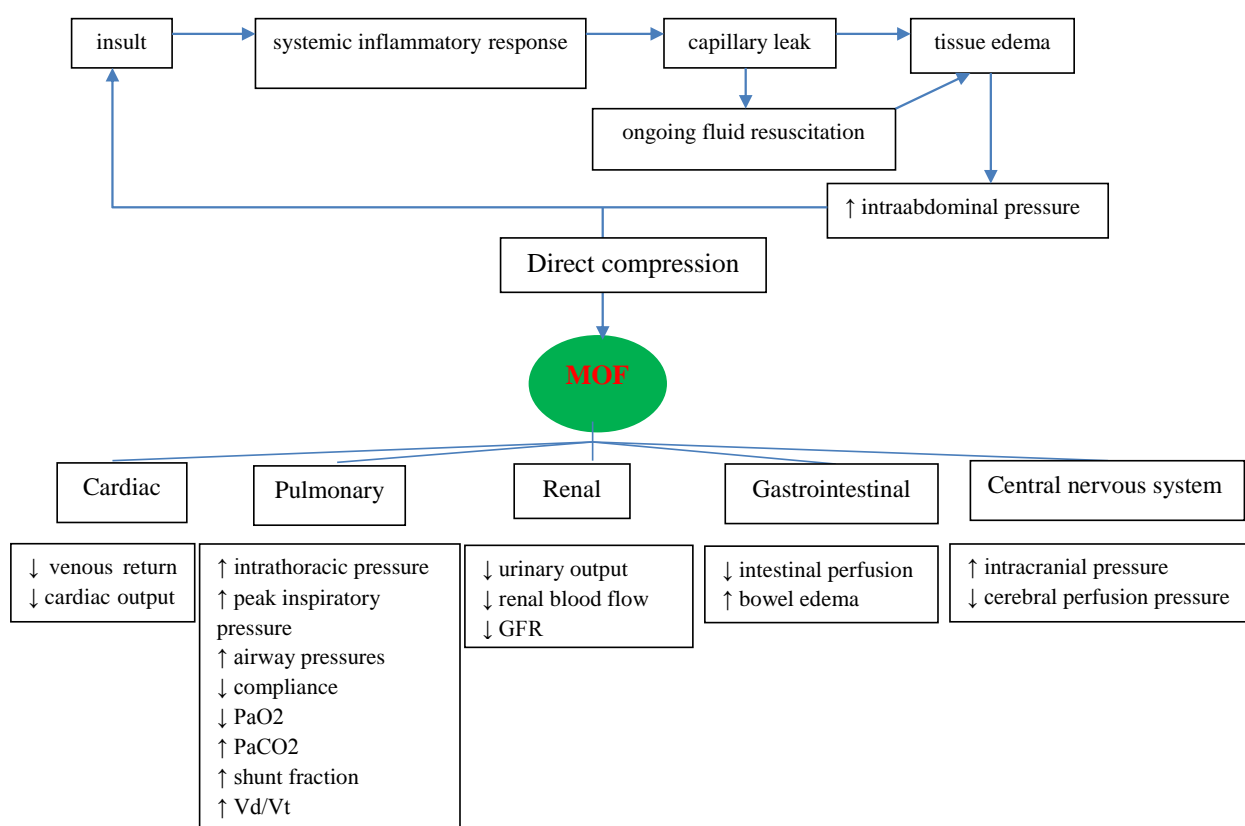 insult
systemic inflammatory response
capillary leak
tissue edema
ongoing fluid resuscitation
↑ intraabdominal pressure
Direct compression
MOF
Cardiac
Pulmonary
Renal
Gastrointestinal
Central nervous system
↓ venous return
↓ cardiac output
↑ intrathoracic pressure
↑ peak inspiratory
pressure
↑ airway pressures
↓ compliance
↓ PaO2
↑ PaCO2
↑ shunt fraction
↑ Vd/Vt
↓ urinary output
↓ renal blood flow
↓ GFR
↓ intestinal perfusion
↑ bowel edema
↑ intracranial pressure
↓ cerebral perfusion pressure